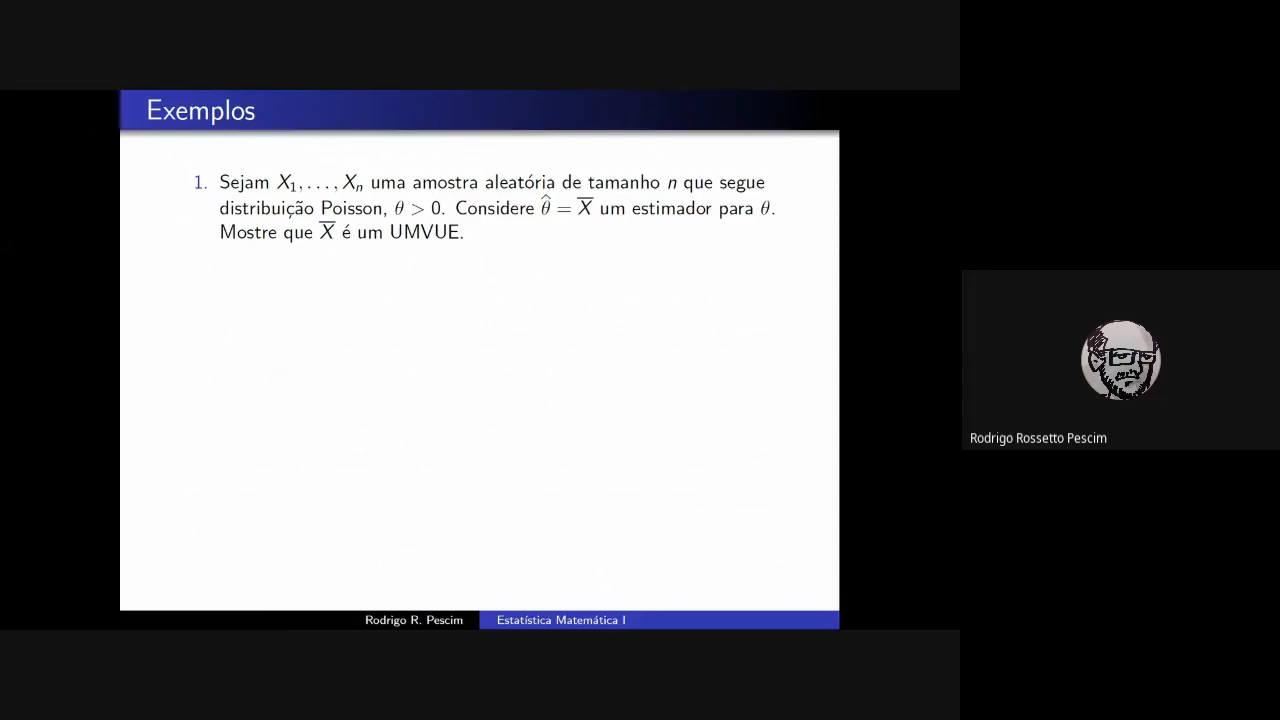 Exemplos
1. Sejam X₁, . . . , Xₙ uma amostra aleatória de tamanho n que segue
distribuição Poisson, θ > 0. Considere θ̂ = X̅ um estimador para θ.
Mostre que X̅ é um UMVUE.
Rodrigo Rossetto Pescim
Rodrigo R. Pescim
Estatística Matemática I